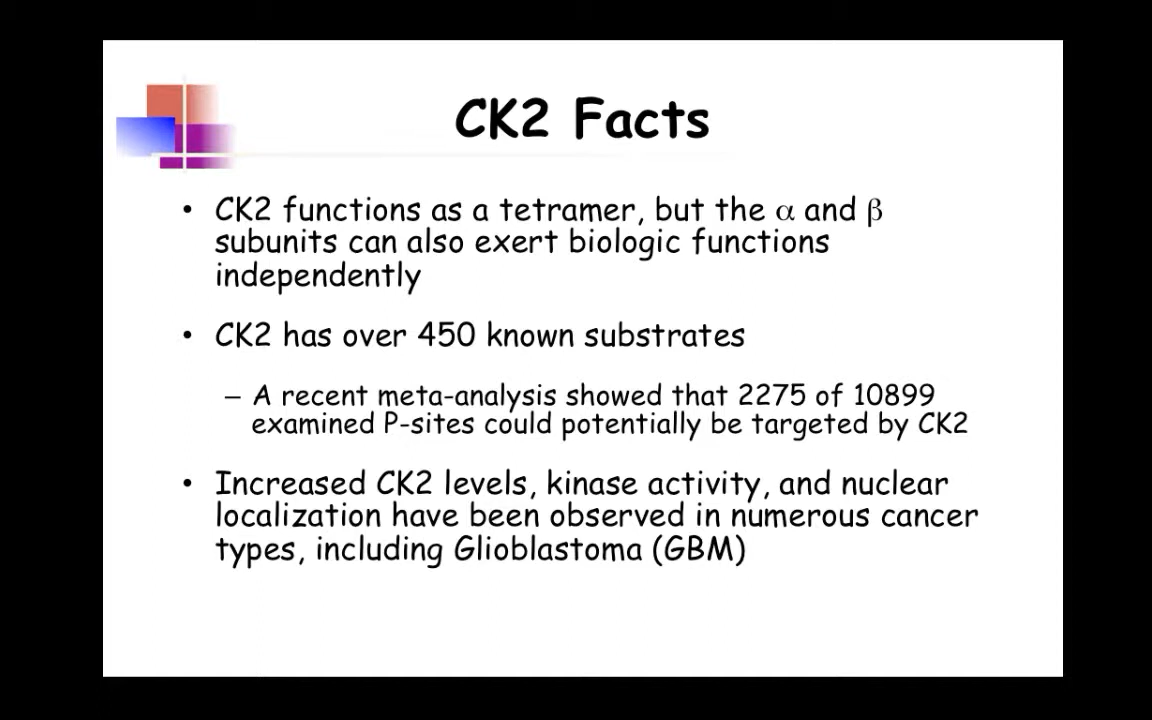 CK2 Facts
• CK2 functions as a tetramer, but the α and β
subunits can also exert biologic functions
independently
• CK2 has over 450 known substrates
– A recent meta-analysis showed that 2275 of 10899
examined P-sites could potentially be targeted by CK2
• Increased CK2 levels, kinase activity, and nuclear
localization have been observed in numerous cancer
types, including Glioblastoma (GBM)